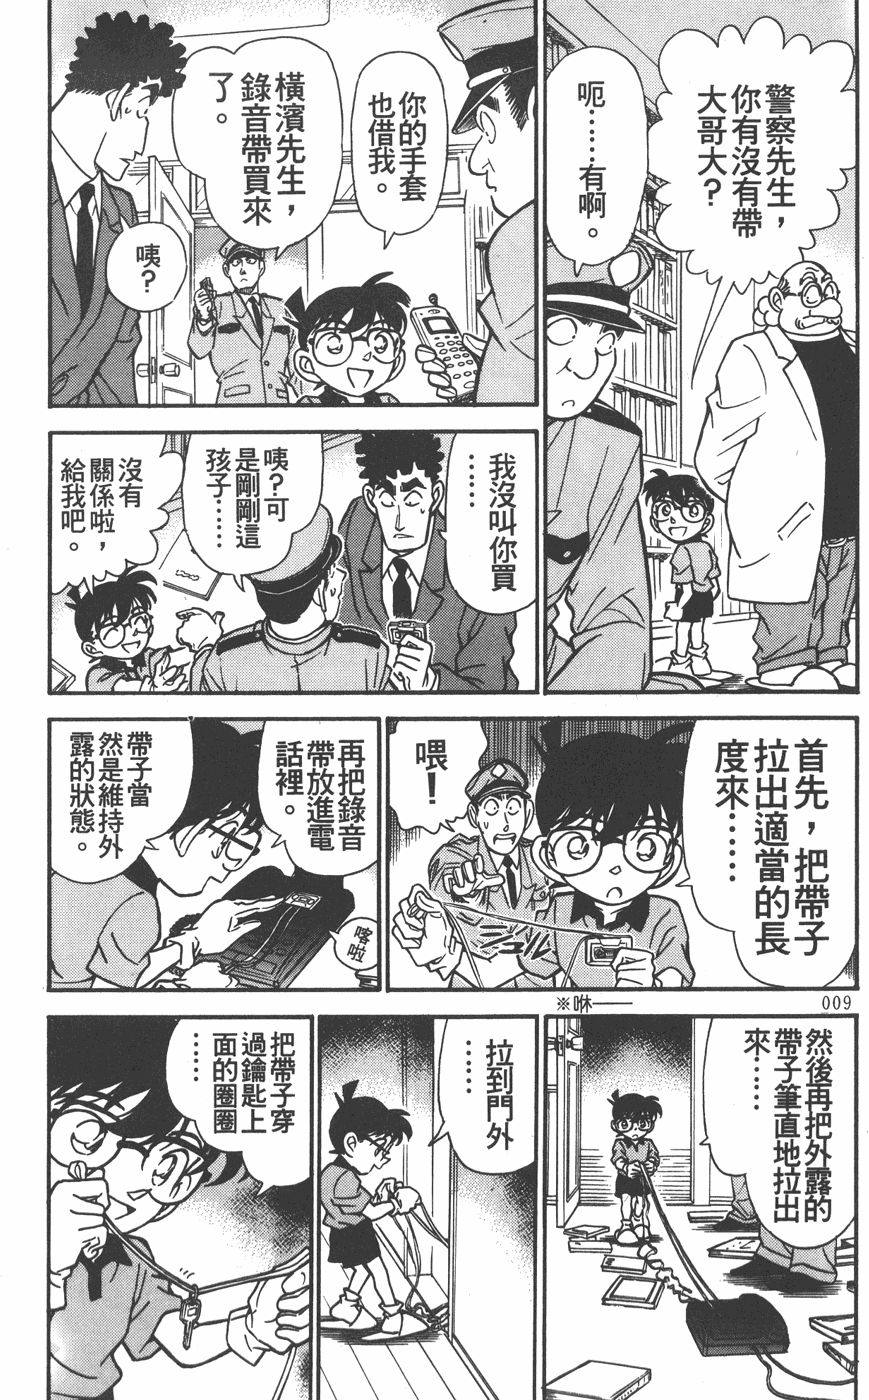 警察先生，
你有沒有帶
大哥大？
呃……有啊。
你的手套
也借我。
橫濱先生，
錄音帶買來
了。
咦？
我沒叫你買
……
咦？可
是剛剛這
孩子……
沒有
關係啦，
給我吧。
首先，把帶子
拉出適當的長
度來……
喂！
シュル
※咻——
009
再把錄音
帶放進電
話裡。
喀啦
帶子當
然是維持外
露的狀態。
然後再把外露的
帶子筆直地拉出
來……
拉到門外
……
把帶子穿
過鑰匙上
面的圈圈
……